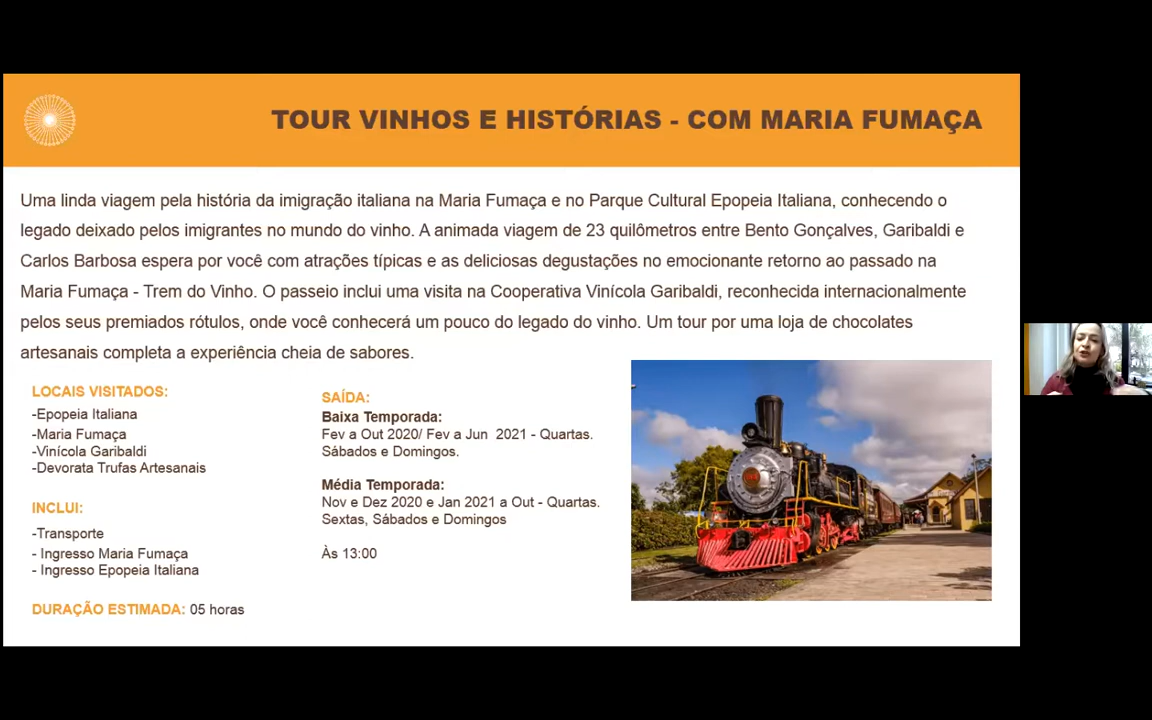 TOUR VINHOS E HISTÓRIAS - COM MARIA FUMAÇA
Uma linda viagem pela história da imigração italiana na Maria Fumaça e no Parque Cultural Epopeia Italiana, conhecendo o
legado deixado pelos imigrantes no mundo do vinho. A animada viagem de 23 quilômetros entre Bento Gonçalves, Garibaldi e
Carlos Barbosa espera por você com atrações típicas e as deliciosas degustações no emocionante retorno ao passado na
Maria Fumaça - Trem do Vinho. O passeio inclui uma visita na Cooperativa Vinícola Garibaldi, reconhecida internacionalmente
pelos seus premiados rótulos, onde você conhecerá um pouco do legado do vinho. Um tour por uma loja de chocolates
artesanais completa a experiência cheia de sabores.
LOCAIS VISITADOS:
-Epopeia Italiana
-Maria Fumaça
-Vinícola Garibaldi
-Devorata Trufas Artesanais
INCLUI:
-Transporte
- Ingresso Maria Fumaça
- Ingresso Epopeia Italiana
DURAÇÃO ESTIMADA: 05 horas
SAÍDA:
Baixa Temporada:
Fev a Out 2020/ Fev a Jun 2021 - Quartas.
Sábados e Domingos.
Média Temporada:
Nov e Dez 2020 e Jan 2021 a Out - Quartas.
Sextas, Sábados e Domingos
Às 13:00